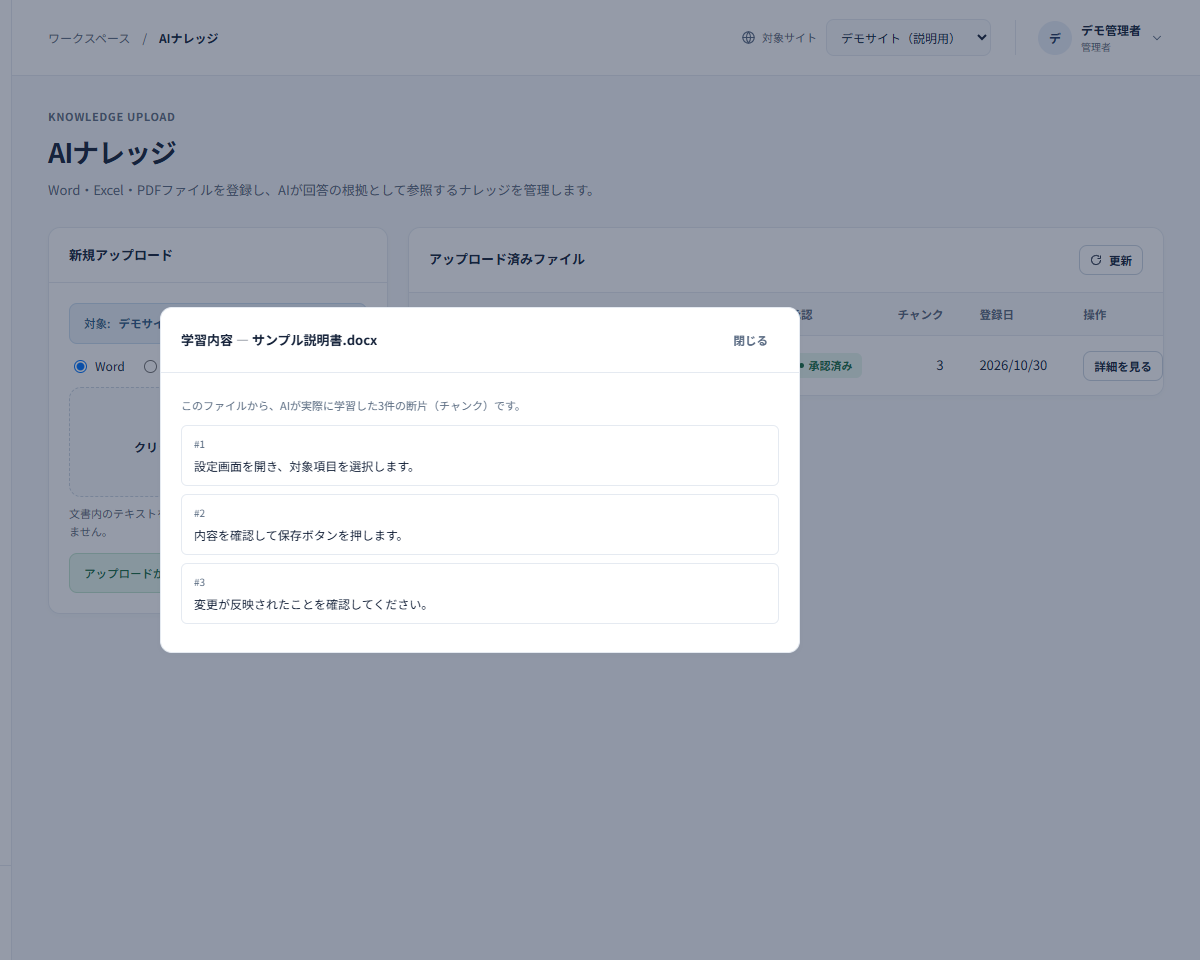 ワークスペース / AIナレッジ
対象サイト デモサイト（説明用） デ デモ管理者
管理者
KNOWLEDGE UPLOAD
AIナレッジ
Word・Excel・PDFファイルを登録し、AIが回答の根拠として参照するナレッジを管理します。
新規アップロード
対象: デモサイ
Word
クリ
文書内のテキスト
ません。
アップロードが
アップロード済みファイル
更新
認 チャンク 登録日 操作
承認済み 3 2026/10/30 詳細を見る
学習内容 — サンプル説明書.docx
閉じる
このファイルから、AIが実際に学習した3件の断片（チャンク）です。
#1
設定画面を開き、対象項目を選択します。
#2
内容を確認して保存ボタンを押します。
#3
変更が反映されたことを確認してください。